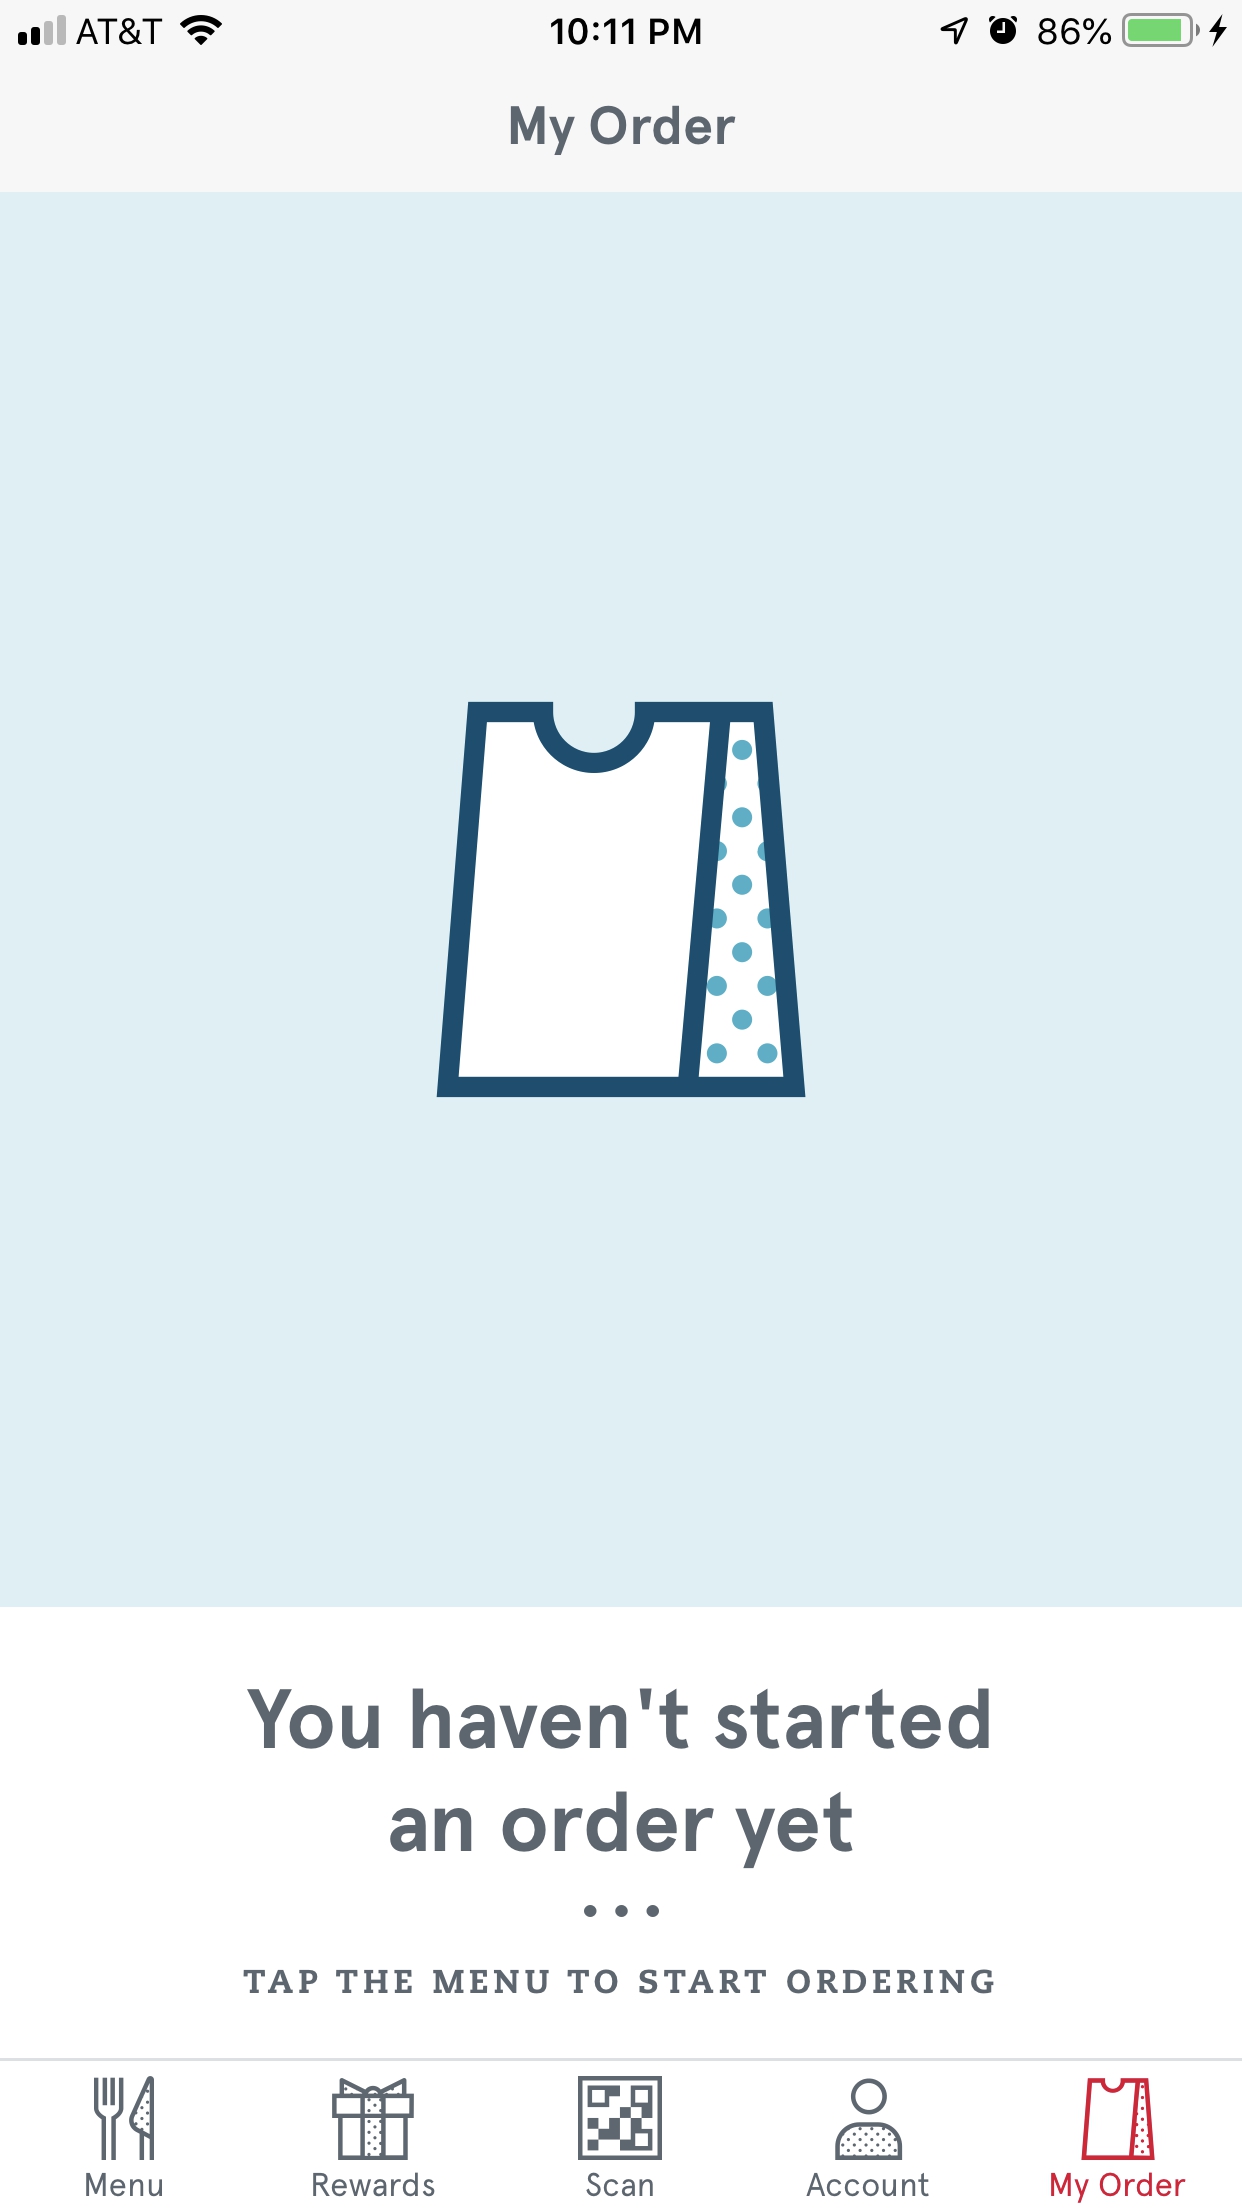 AT&T 10:11 PM 86%
My Order
You haven't started
an order yet
TAP THE MENU TO START ORDERING
Menu Rewards Scan Account My Order